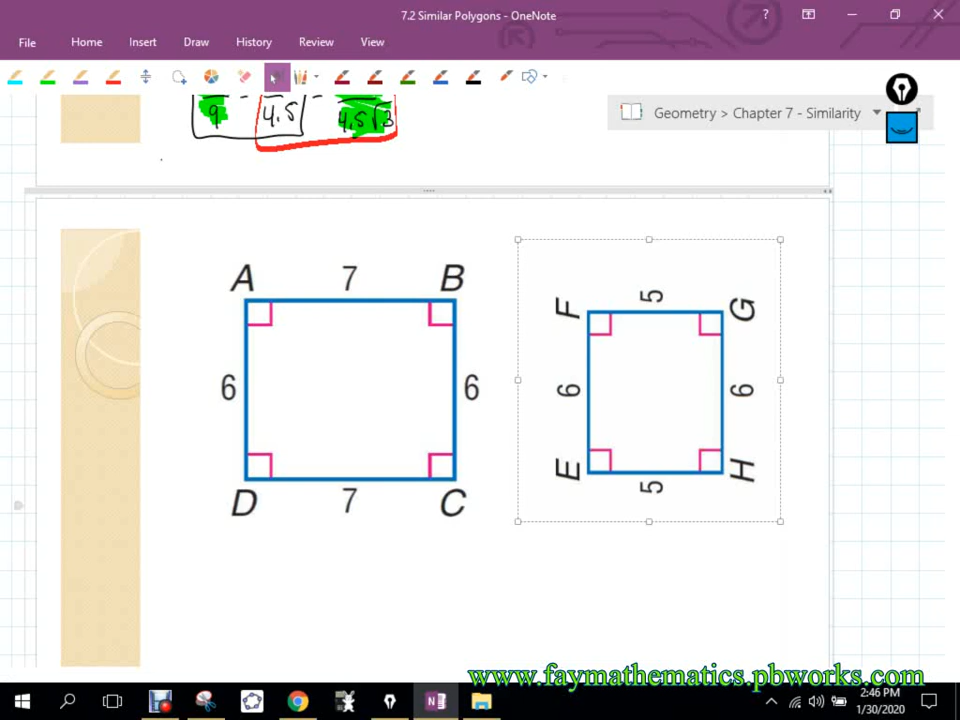 7.2 Similar Polygons - OneNote
?
File Home Insert Draw History Review View
9 = 4.5 = 4.5√3
Geometry > Chapter 7 - Similarity
A 7 B
F 5 G
6 6
6 6
E 5 H
D 7 C
www.faymathematics.pbworks.com
2:46 PM
1/30/2020